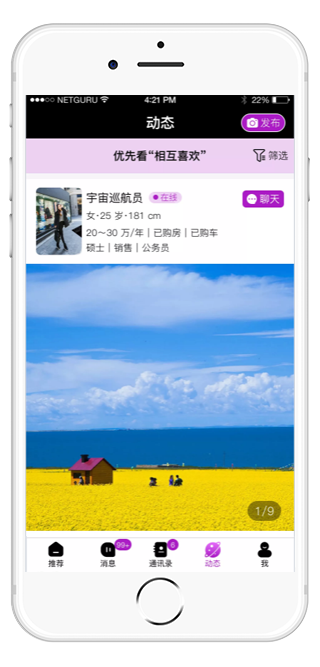 ●●●○○ NETGURU 4:21 PM 22%
动态
发布
优先看“相互喜欢”
筛选
宇宙巡航员
在线
聊天
女·25 岁·181 cm
20～30 万/年｜已购房｜已购车
硕士｜销售｜公务员
1/9
99+
6
推荐 消息 通讯录 动态 我